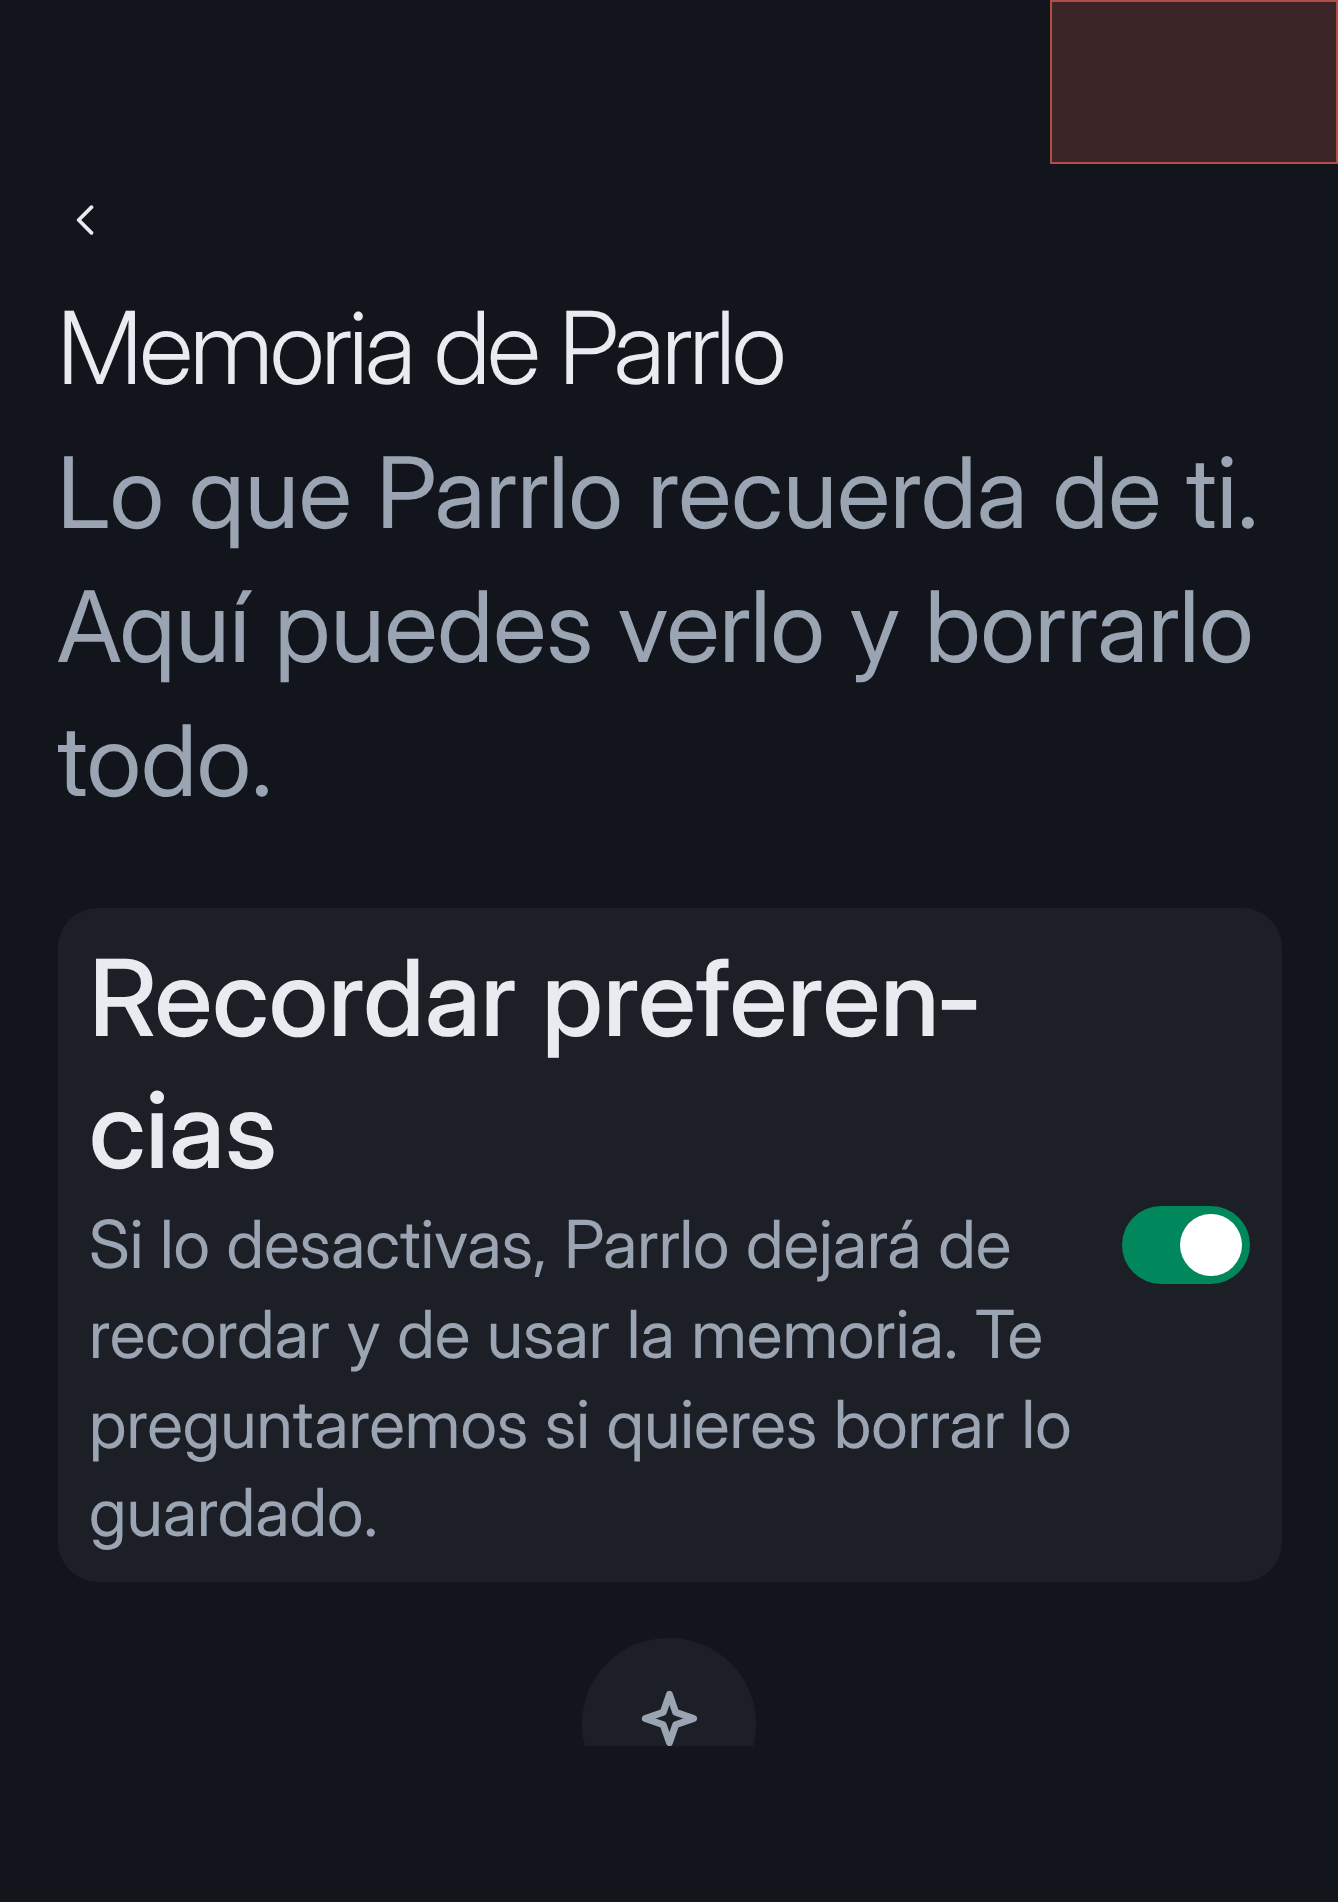 Memoria de Parrlo
Lo que Parrlo recuerda de ti.
Aquí puedes verlo y borrarlo
todo.
Recordar preferen-
cias
Si lo desactivas, Parrlo dejará de
recordar y de usar la memoria. Te
preguntaremos si quieres borrar lo
guardado.